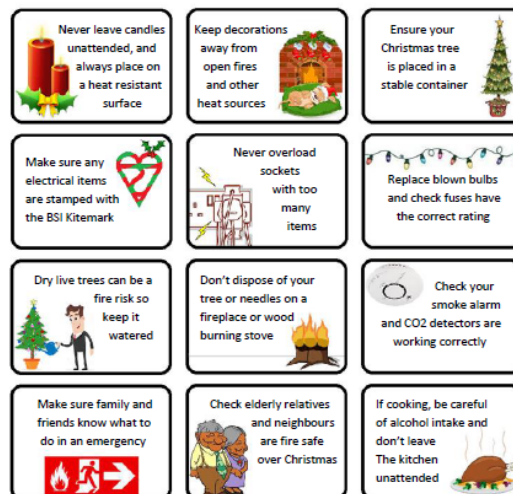 Never leave candles
unattended, and
always place on
a heat resistant
surface
Keep decorations
away from
open fires
and other
heat sources
Ensure your
Christmas tree
is placed in a
stable container
Make sure any
electrical items
are stamped with
the BSI Kitemark
Never overload
sockets
with too
many
items
Replace blown bulbs
and check fuses have
the correct rating
Dry live trees can be a
fire risk so
keep it
watered
Don't dispose of your
tree or needles on a
fireplace or wood
burning stove
Check your
smoke alarm
and CO2 detectors are
working correctly
Make sure family and
friends know what to
do in an emergency
Check elderly relatives
and neighbours
are fire safe
over Christmas
If cooking, be careful
of alcohol intake and
don't leave
The kitchen
unattended